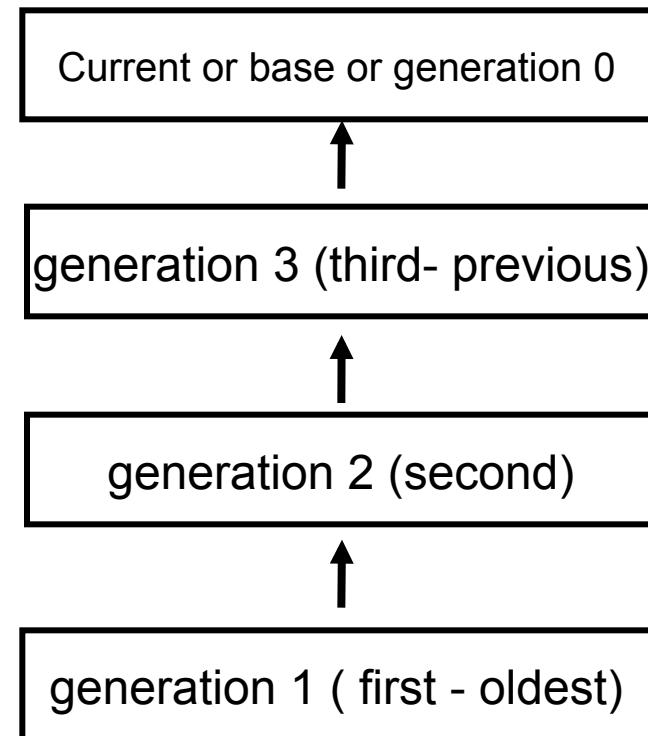 Current or base or generation 0
generation 3 (third- previous)
generation 2 (second)
generation 1 ( first - oldest)